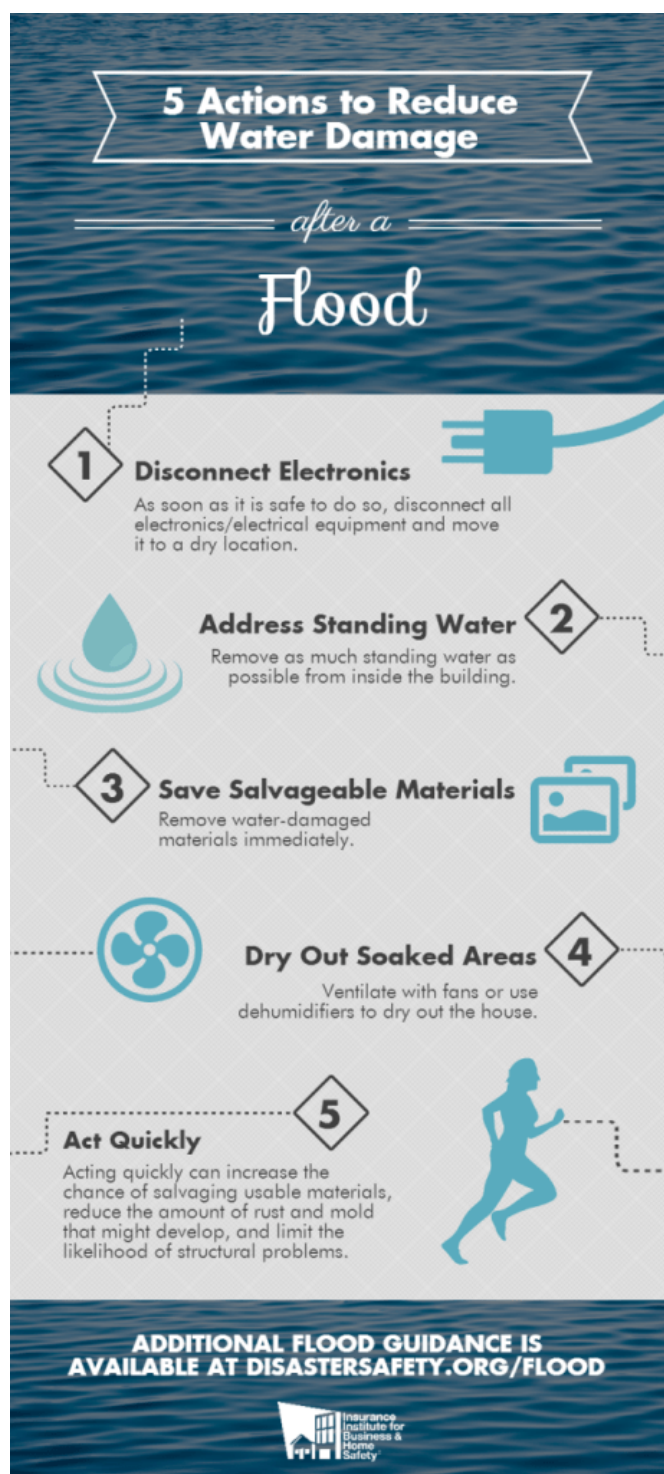 5 Actions to Reduce
Water Damage
after a
Flood
1
Disconnect Electronics
As soon as it is safe to do so, disconnect all
electronics/electrical equipment and move
it to a dry location.
2
Address Standing Water
Remove as much standing water as
possible from inside the building.
3
Save Salvageable Materials
Remove water-damaged
materials immediately.
4
Dry Out Soaked Areas
Ventilate with fans or use
dehumidifiers to dry out the house.
5
Act Quickly
Acting quickly can increase the
chance of salvaging usable materials,
reduce the amount of rust and mold
that might develop, and limit the
likelihood of structural problems.
ADDITIONAL FLOOD GUIDANCE IS
AVAILABLE AT DISASTERSAFETY.ORG/FLOOD
Insurance
Institute for
Business &
Home
Safety